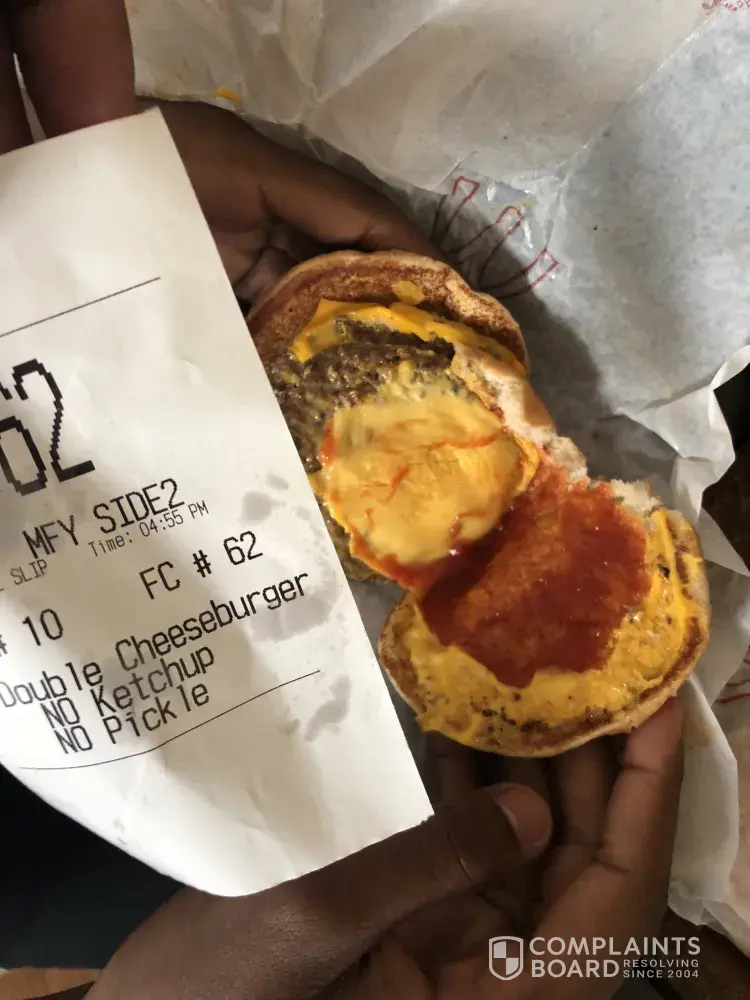 62
MFY SIDE2
SLIP Time: 04:55 PM
# 10 FC # 62
Double Cheeseburger
NO Ketchup
NO Pickle
COMPLAINTS
BOARD RESOLVING
SINCE 2004